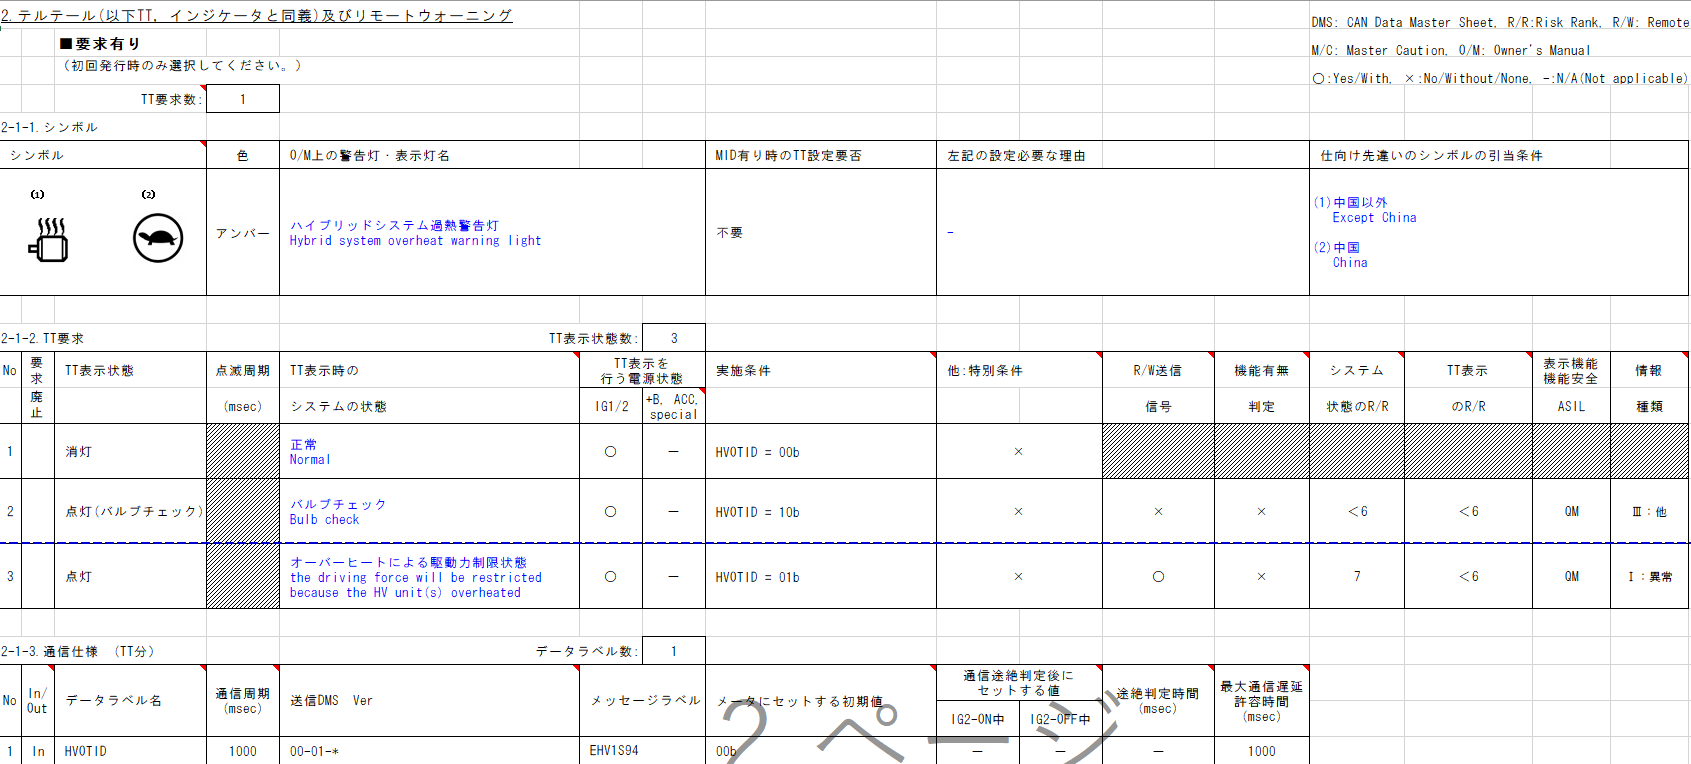 2.テルテール(以下TT, インジケータと同義)及びリモートウォーニング
DMS: CAN Data Master Sheet, R/R:Risk Rank, R/W: Remote
■要求有り
M/C: Master Caution, O/M: Owner's Manual
(初回発行時のみ選択してください。)
○:Yes/With, ×:No/Without/None, -:N/A(Not applicable)
TT要求数: 1
2-1-1.シンボル
シンボル 色 O/M上の警告灯・表示灯名 MID有り時のTT設定要否 左記の設定必要な理由 仕向け先違いのシンボルの引当条件
(1) (2)
アンバー
ハイブリッドシステム過熱警告灯
Hybrid system overheat warning light
不要
-
(1)中国以外
Except China
(2)中国
China
2-1-2.TT要求 TT表示状態数: 3
No 要求廃止 TT表示状態 点滅周期 (msec) TT表示時の システムの状態 TT表示を 行う電源状態 IG1/2 +B, ACC, special 実施条件 他:特別条件 R/W送信 信号 機能有無 判定 システム 状態のR/R TT表示 のR/R 表示機能 機能安全 ASIL 情報 種類
1 消灯 正常 Normal ○ － HVOTID = 00b ×
2 点灯(バルブチェック) バルブチェック Bulb check ○ － HVOTID = 10b × × × <6 <6 QM Ⅲ：他
3 点灯 オーバーヒートによる駆動力制限状態 the driving force will be restricted because the HV unit(s) overheated ○ － HVOTID = 01b × ○ × 7 <6 QM Ⅰ：異常
2-1-3.通信仕様 (TT分) データラベル数: 1
No In/Out データラベル名 通信周期 (msec) 送信DMS Ver メッセージラベル メータにセットする初期値 通信途絶判定後に セットする値 IG2-ON中 IG2-OFF中 途絶判定時間 (msec) 最大通信遅延 許容時間 (msec)
1 In HVOTID 1000 00-01-* EHV1S94 00b － － － 1000
2 ページ